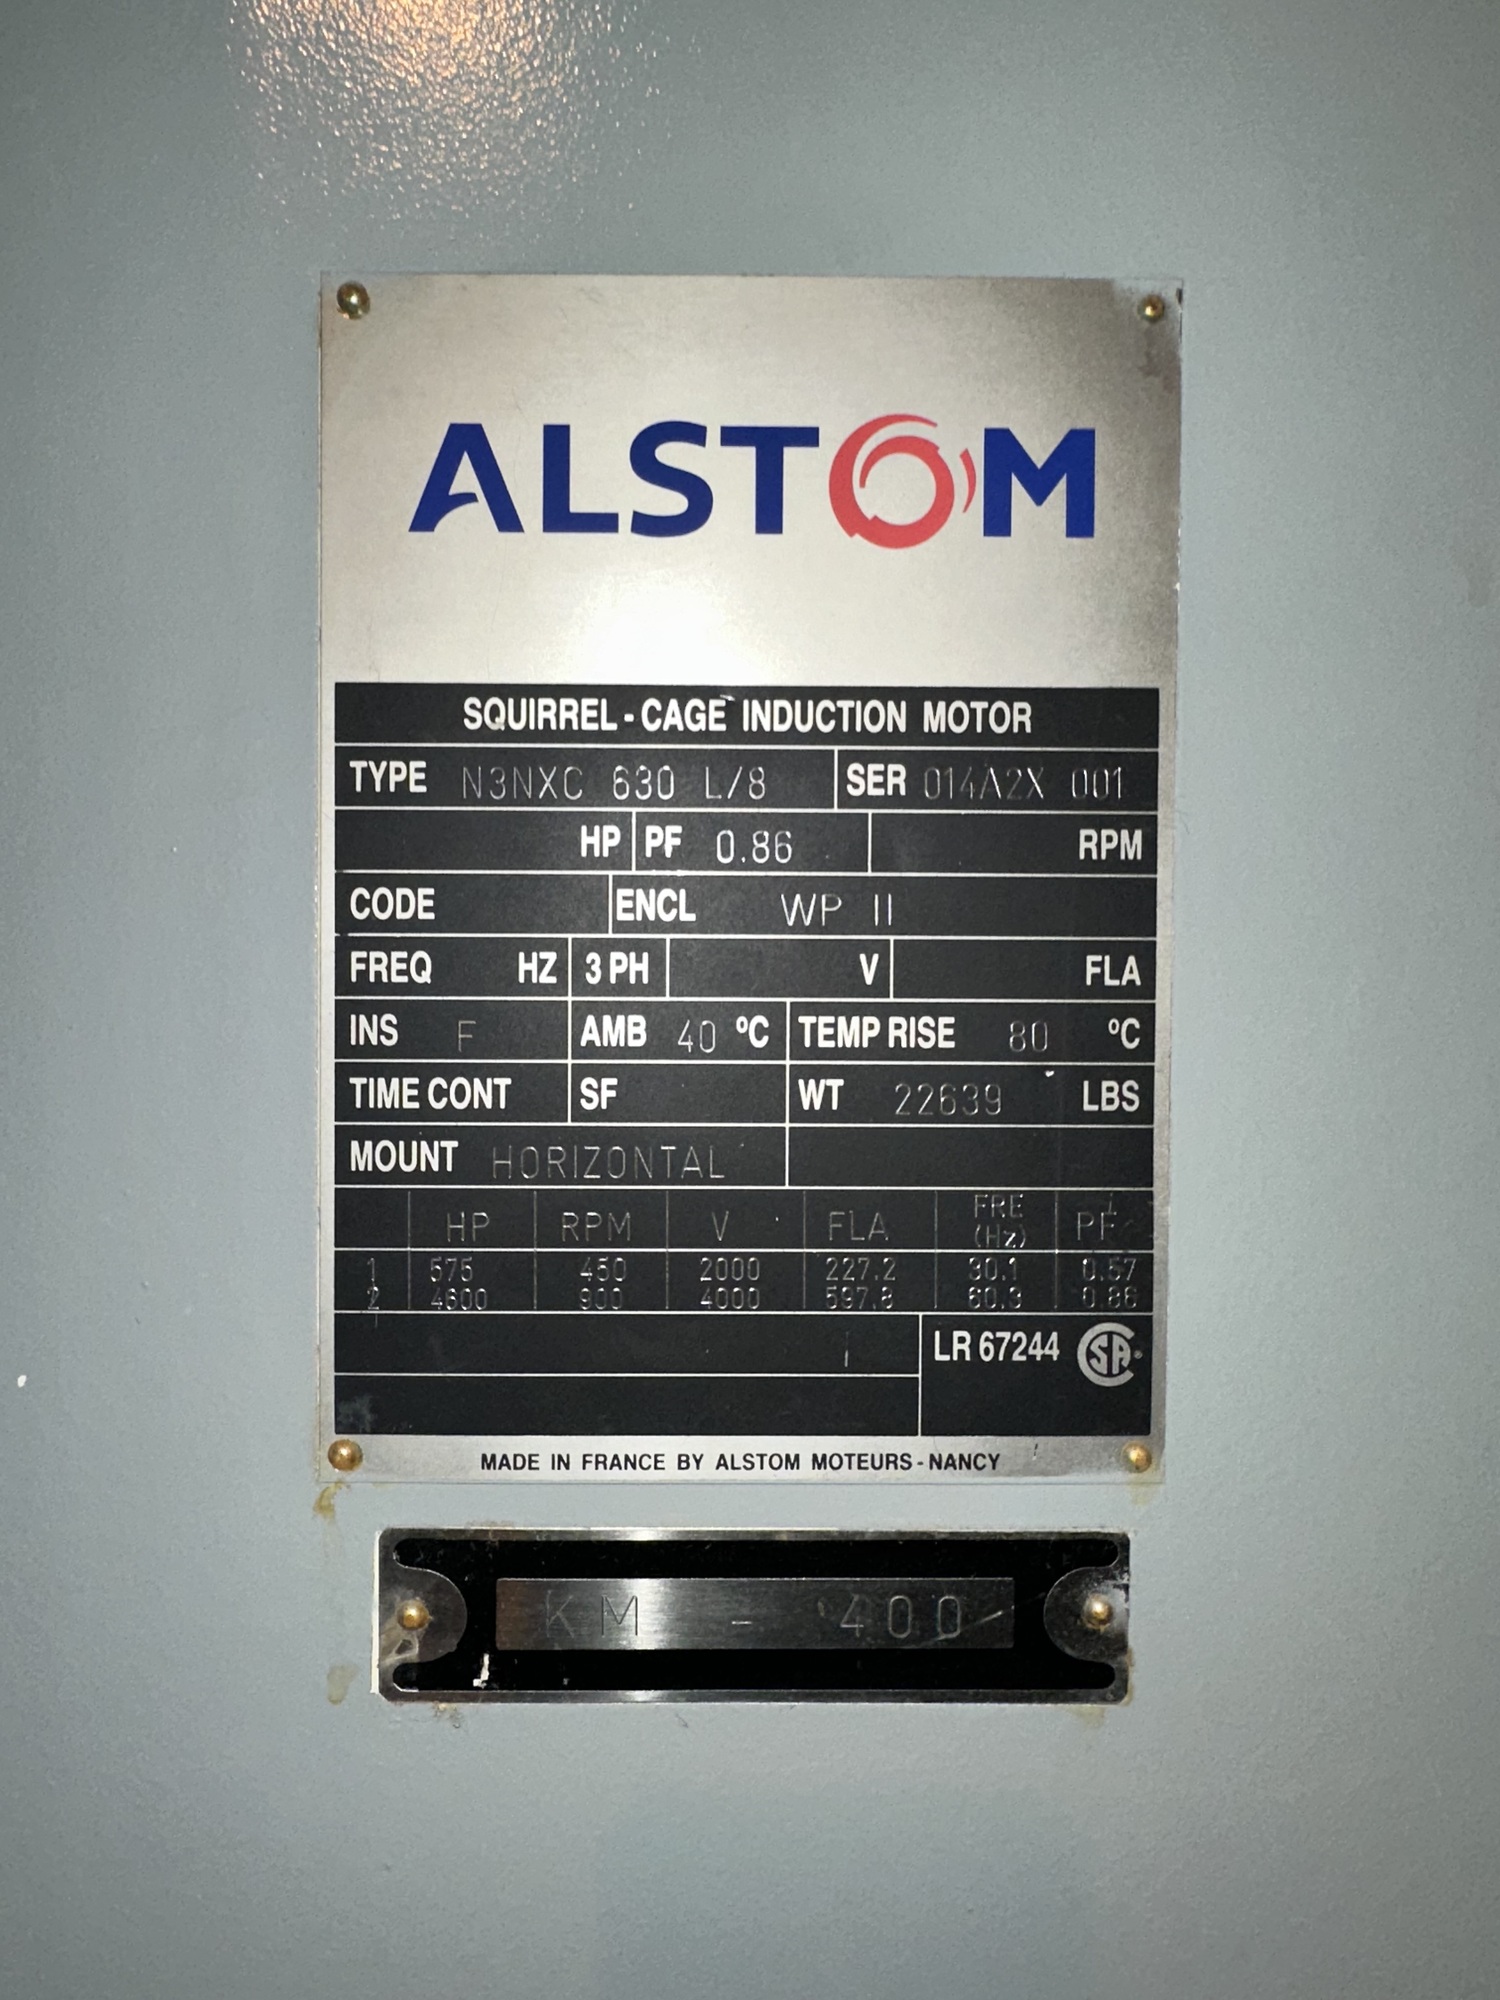 ALSTOM
SQUIRREL-CAGE INDUCTION MOTOR
TYPE N3NXC 630 L/8 SER 014A2X 001
HP PF 0.86 RPM
CODE ENCL WP II
FREQ HZ 3 PH V FLA
INS F AMB 40 ºC TEMP RISE 80 ºC
TIME CONT SF WT 22639 LBS
MOUNT HORIZONTAL
HP RPM V FLA FRE (Hz) PF
1 575 450 2000 227.2 30.1 0.57
2 4600 900 4000 597.8 60.3 0.86
LR 67244 CSA
MADE IN FRANCE BY ALSTOM MOTEURS - NANCY
KM - 400